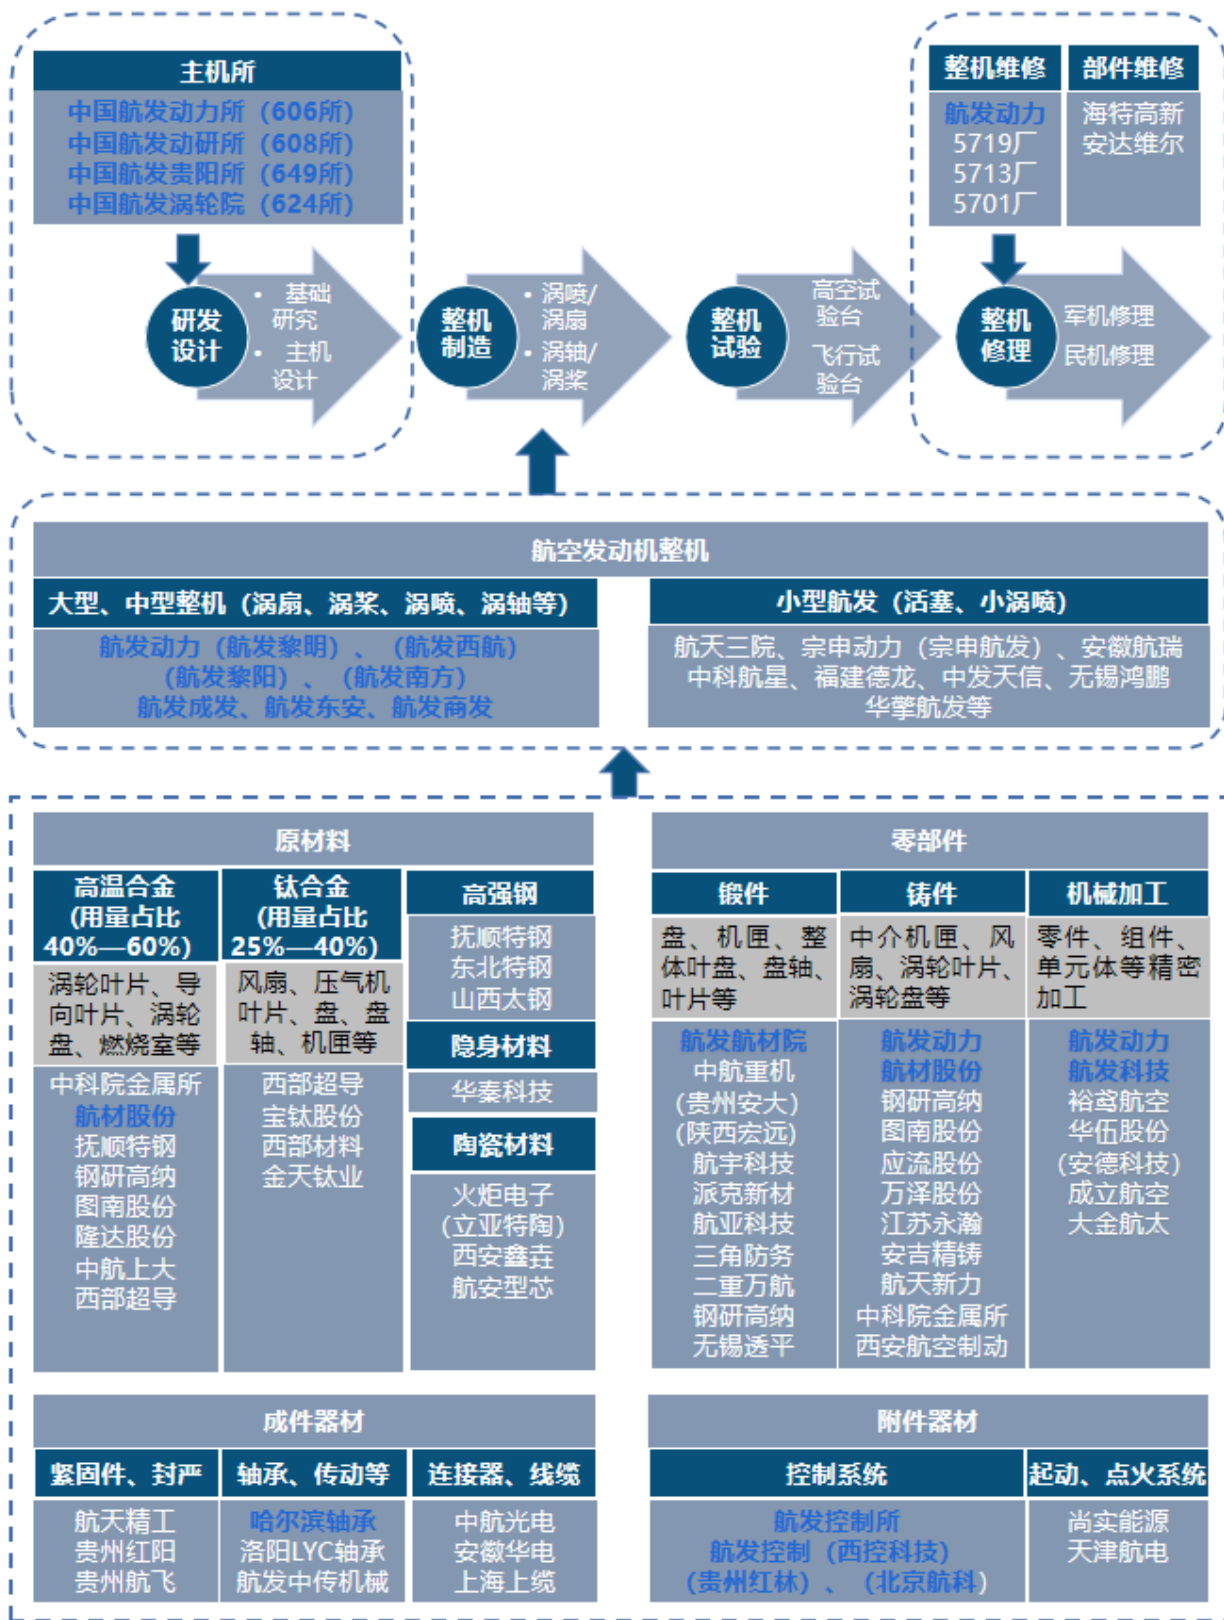 主机所
中国航发动力所（606所）
中国航发动研所（608所）
中国航发贵阳所（649所）
中国航发涡轮院（624所）
整机维修
航发动力
5719厂
5713厂
5701厂
部件维修
海特高新
安达维尔
研发
设计
• 基础
研究
• 主机
设计
整机
制造
• 涡喷/
涡扇
• 涡轴/
涡桨
整机
试验
高空试
验台
飞行试
验台
整机
修理
军机修理
民机修理
航空发动机整机
大型、中型整机（涡扇、涡桨、涡喷、涡轴等）
航发动力（航发黎明）、（航发西航）
（航发黎阳）、（航发南方）
航发成发、航发东安、航发商发
小型航发（活塞、小涡喷）
航天三院、宗申动力（宗申航发）、安徽航瑞
中科航星、福建德龙、中发天信、无锡鸿鹏
华擎航发等
原材料
高温合金
(用量占比
40%—60%)
涡轮叶片、导
向叶片、涡轮
盘、燃烧室等
中科院金属所
航材股份
抚顺特钢
钢研高纳
图南股份
隆达股份
中航上大
西部超导
钛合金
(用量占比
25%—40%)
风扇、压气机
叶片、盘、盘
轴、机匣等
西部超导
宝钛股份
西部材料
金天钛业
高强钢
抚顺特钢
东北特钢
山西太钢
隐身材料
华秦科技
陶瓷材料
火炬电子
(立亚特陶)
西安鑫垚
航安型芯
零部件
锻件
盘、机匣、整
体叶盘、盘轴、
叶片等
航发航材院
中航重机
(贵州安大)
(陕西宏远)
航宇科技
派克新材
航亚科技
三角防务
二重万航
钢研高纳
无锡透平
铸件
中介机匣、风
扇、涡轮叶片、
涡轮盘等
航发动力
航材股份
钢研高纳
图南股份
应流股份
万泽股份
江苏永瀚
安吉精铸
航天新力
中科院金属所
西安航空制动
机械加工
零件、组件、
单元体等精密
加工
航发动力
航发科技
裕鸢航空
华伍股份
(安德科技)
成立航空
大金航太
成件器材
紧固件、封严
航天精工
贵州红阳
贵州航飞
轴承、传动等
哈尔滨轴承
洛阳LYC轴承
航发中传机械
连接器、线缆
中航光电
安徽华电
上海上缆
附件器材
控制系统
航发控制所
航发控制（西控科技）
（贵州红林）、（北京航科）
起动、点火系统
尚实能源
天津航电